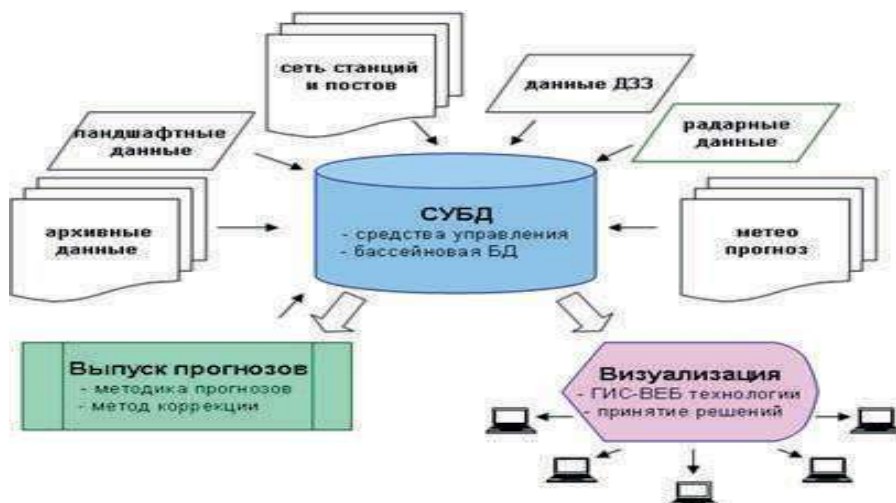 сеть станций
и постов
данные ДЗЗ
ландшафтные
данные
радарные
данные
архивные
данные
СУБД
- средства управления
- бассейновая БД
метео
прогноз
Выпуск прогнозов
- методика прогнозов
- метод коррекции
Визуализация
- ГИС-ВЕБ технологии
- принятие решений